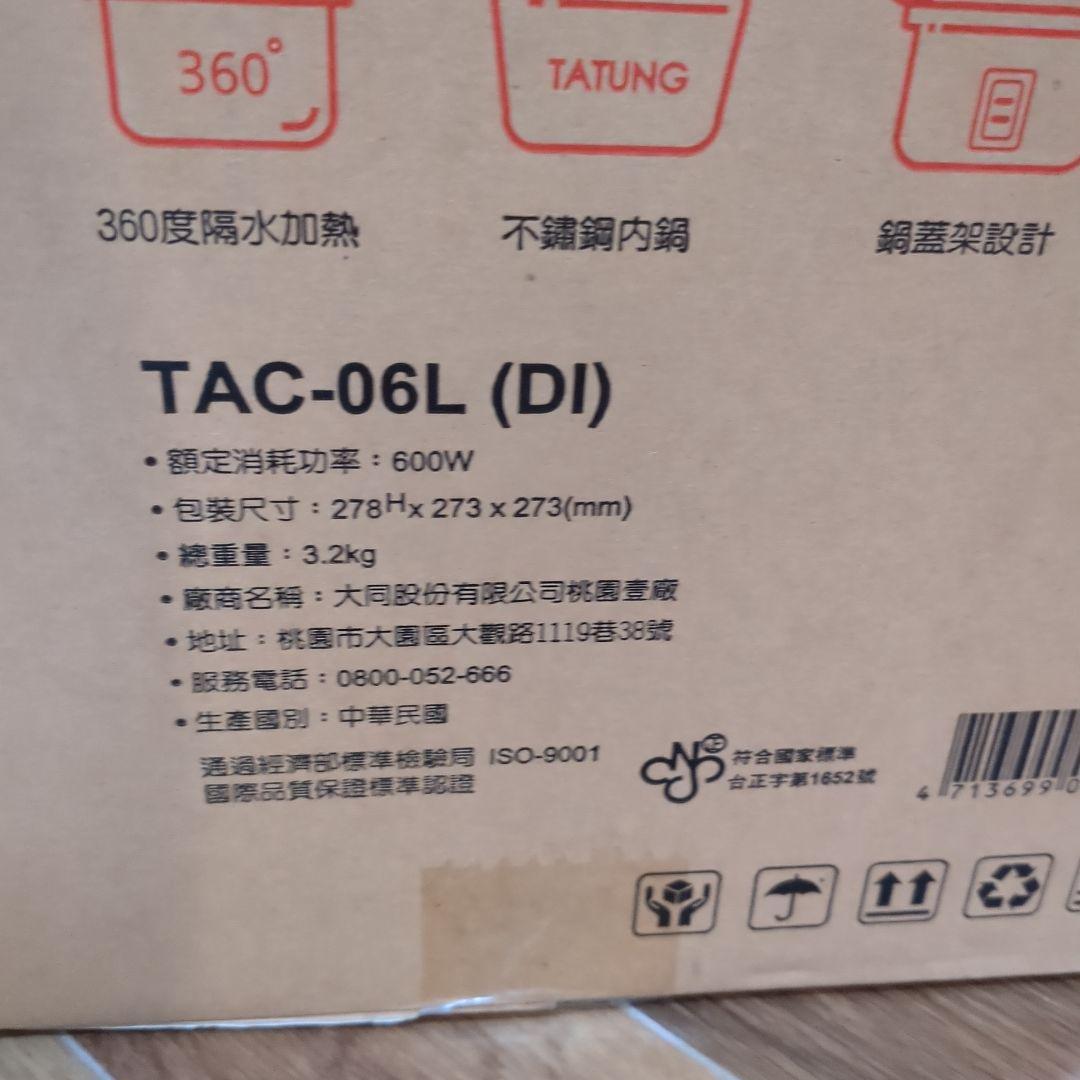 360°
TATUNG
360度隔水加熱
不鏽鋼內鍋
鍋蓋架設計
TAC-06L (DI)
• 額定消耗功率：600W
• 包裝尺寸：278Hx 273 x 273(mm)
• 總重量：3.2kg
• 廠商名稱：大同股份有限公司桃園壹廠
• 地址：桃園市大園區大觀路1119巷38號
• 服務電話：0800-052-666
• 生產國別：中華民國
通過經濟部標準檢驗局 ISO-9001
國際品質保證標準認證
正
符合國家標準
台正字第1652號
4 713699 0